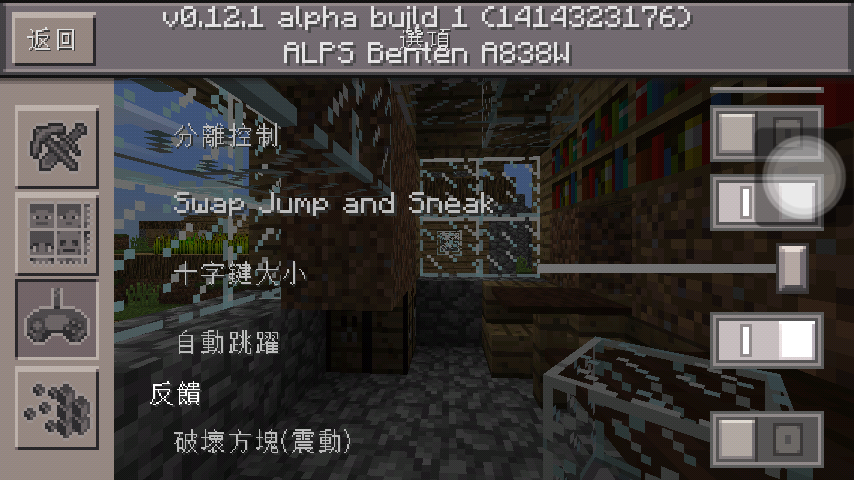 v0.12.1 alpha build 1 (1414323176)
返回
選項
ALPS Benten A838W
分離控制
Swap Jump and Sneak
十字鍵大小
自動跳躍
反饋
破壞方塊(震動)